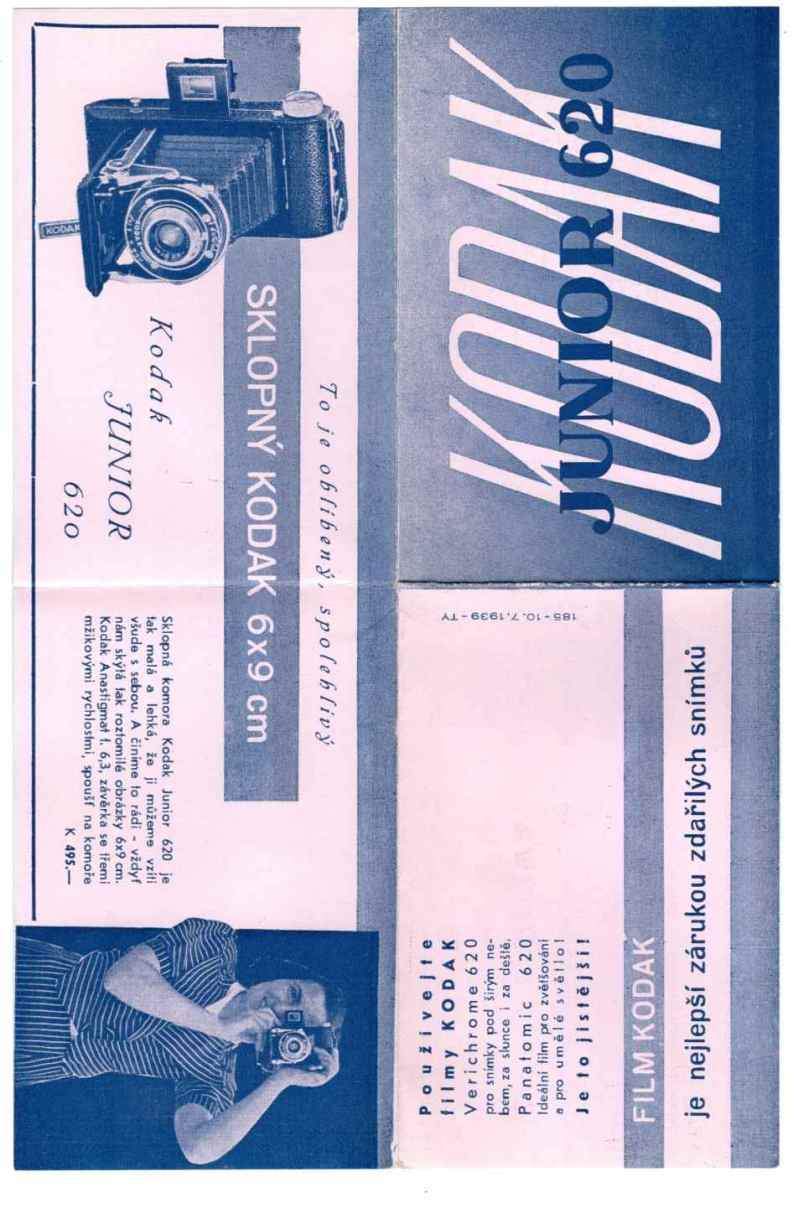 KODAK
JUNIOR 620
To je oblíbený, spolehlivý
SKLOPNÝ KODAK 6x9 cm
KODAK
Kodak
JUNIOR
620
Sklopná komora Kodak Junior 620 je
tak malá a lehká, že ji můžeme vzíti
všude s sebou. A činíme to rádi - vždyť
nám skýtá tak roztomilé obrázky 6x9 cm.
Kodak Anastigmat f. 6,3, závěrka se třemi
mžikovými rychlostmi, spoušť na komoře
K 495.—
Používejte
filmy KODAK
Verichrome 620
pro snímky pod širým ne-
bem, za slunce i za deště.
Panatomic 620
Ideální film pro zvětšování
a pro umělé světlo!
Je to jistější!
FILM KODAK
je nejlepší zárukou zdařilých snímků
185-10.7.1939-TY